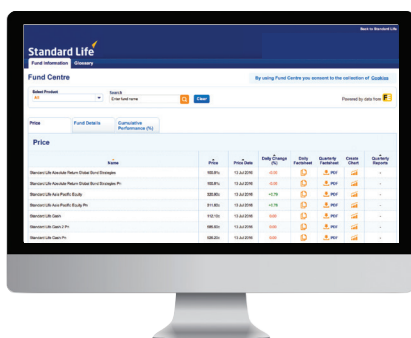 Back to Standard Life
Standard Life
Fund Information Glossary
Fund Centre
By using Fund Centre you consent to the collection of Cookies
Select Product Search
All Enter fund name Clear Powered by data from FE
Price Fund Details Cumulative Performance (%)
Price
Name Price Price Date Daily Change (%) Daily Factsheet Quarterly Factsheet Create Chart Quarterly Reports
Standard Life Absolute Return Global Bond Strategies 13 Jul 2016 PDF -
Standard Life Absolute Return Global Bond Strategies Pn 13 Jul 2016 PDF -
Standard Life Asia Pacific Equity 13 Jul 2016 PDF -
Standard Life Asia Pacific Equity Pn 13 Jul 2016 PDF -
Standard Life Cash 13 Jul 2016 PDF -
Standard Life Cash 2 Pn 13 Jul 2016 PDF -
Standard Life Cash Pn 13 Jul 2016 PDF -